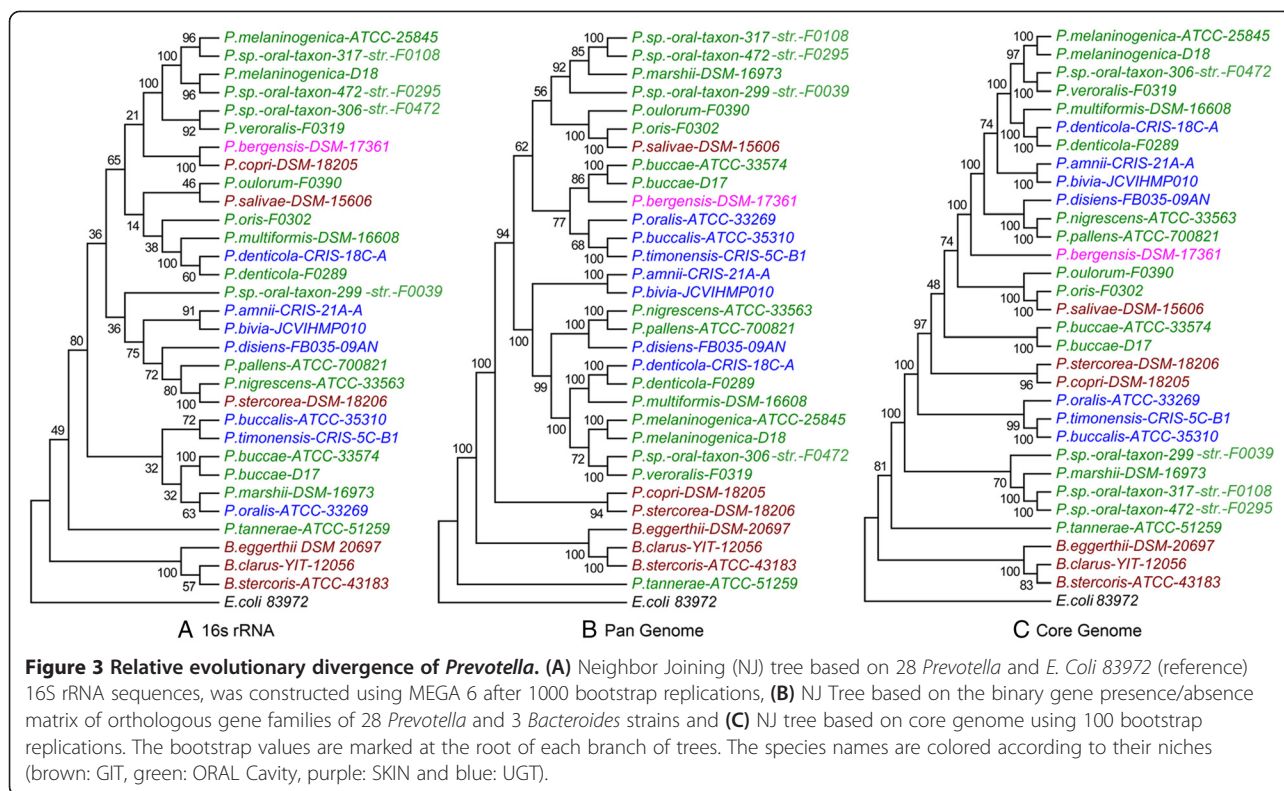 P.melaninogenica-ATCC-25845
96
P.sp.-oral-taxon-317-str.-F0108
100
P.melaninogenica-D18
100
P.sp.-oral-taxon-472-str.-F0295
96
P.sp.-oral-taxon-306-str.-F0472
P.veroralis-F0319
92
21
P.bergensis-DSM-17361
P.copri-DSM-18205
100
65
P.oulorum-F0390
46
P.salivae-DSM-15606
P.oris-F0302
14
P.multiformis-DSM-16608
38
36
P.denticola-CRIS-18C-A
100
P.denticola-F0289
60
P.sp.-oral-taxon-299-str.-F0039
P.amnii-CRIS-21A-A
91
36
P.bivia-JCVIHMP010
80
P.disiens-FB035-09AN
75
P.pallens-ATCC-700821
72
P.nigrescens-ATCC-33563
80
P.stercorea-DSM-18206
100
P.buccalis-ATCC-35310
72
P.timonensis-CRIS-5C-B1
49
P.buccae-ATCC-33574
100
32
P.buccae-D17
P.marshii-DSM-16973
32
P.oralis-ATCC-33269
63
P.tannerae-ATCC-51259
B.eggerthii DSM 20697
B.clarus-YIT-12056
100
B.stercoris-ATCC-43183
57
E.coli 83972
A 16s rRNA
P.sp.-oral-taxon-317-str.-F0108
100
85
P.sp.-oral-taxon-472-str.-F0295
92
P.marshii-DSM-16973
56
P.sp.-oral-taxon-299-str.-F0039
P.oulorum-F0390
100
P.oris-F0302
62
P.salivae-DSM-15606
100
P.buccae-ATCC-33574
100
P.buccae-D17
86
P.bergensis-DSM-17361
77
P.oralis-ATCC-33269
94
P.buccalis-ATCC-35310
68
P.timonensis-CRIS-5C-B1
100
P.amnii-CRIS-21A-A
100
P.bivia-JCVIHMP010
P.nigrescens-ATCC-33563
100
100
P.pallens-ATCC-700821
100
P.disiens-FB035-09AN
P.denticola-CRIS-18C-A
100
99
100
P.denticola-F0289
P.multiformis-DSM-16608
P.melaninogenica-ATCC-25845
100
100
P.melaninogenica-D18
100
P.sp.-oral-taxon-306-str.-F0472
72
100
P.veroralis-F0319
P.copri-DSM-18205
100
P.stercorea-DSM-18206
94
B.eggerthii-DSM-20697
B.clarus-YIT-12056
100
B.stercoris-ATCC-43183
100
P.tannerae-ATCC-51259
E.coli 83972
B Pan Genome
P.melaninogenica-ATCC-25845
100
97
P.melaninogenica-D18
100
P.sp-oral-taxon-306-str.-F0472
P.veroralis-F0319
100
P.multiformis-DSM-16608
74
P.denticola-CRIS-18C-A
100
P.denticola-F0289
100
P.amnii-CRIS-21A-A
100
P.bivia-JCVIHMP010
100
P.disiens-FB035-09AN
100
P.nigrescens-ATCC-33563
100
P.pallens-ATCC-700821
100
74
P.bergensis-DSM-17361
P.oulorum-F0390
48
P.oris-F0302
100
P.salivae-DSM-15606
100
P.buccae-ATCC-33574
97
P.buccae-D17
100
P.stercorea-DSM-18206
100
P.copri-DSM-18205
96
P.oralis-ATCC-33269
100
P.timonensis-CRIS-5C-B1
99
P.buccalis-ATCC-35310
100
P.sp-oral-taxon-299-str.-F0039
81
P.marshii-DSM-16973
70
P.sp-oral-taxon-317-str.-F0108
100
P.sp-oral-taxon-472-str.-F0295
100
P.tannerae-ATCC-51259
B.eggerthii-DSM-20697
B.clarus-YIT-12056
100
B.stercoris-ATCC-43183
83
E.coli 83972
C Core Genome
Figure 3 Relative evolutionary divergence of Prevotella. (A) Neighbor Joining (NJ) tree based on 28 Prevotella and E. Coli 83972 (reference)
16S rRNA sequences, was constructed using MEGA 6 after 1000 bootstrap replications, (B) NJ Tree based on the binary gene presence/absence
matrix of orthologous gene families of 28 Prevotella and 3 Bacteroides strains and (C) NJ tree based on core genome using 100 bootstrap
replications. The bootstrap values are marked at the root of each branch of trees. The species names are colored according to their niches
(brown: GIT, green: ORAL Cavity, purple: SKIN and blue: UGT).